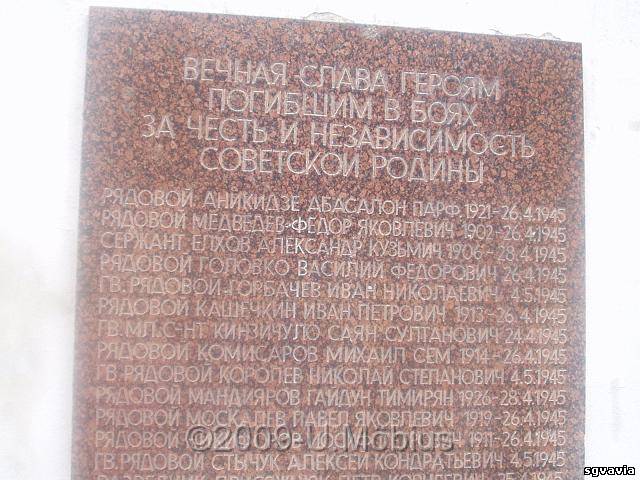 ВЕЧНАЯ СЛАВА ГЕРОЯМ
ПОГИБШИМ В БОЯХ
ЗА ЧЕСТЬ И НЕЗАВИСИМОСТЬ
СОВЕТСКОЙ РОДИНЫ
РЯДОВОЙ АНИКИДЗЕ АБАСАЛОН ПАРФ. 1921-26.4.1945
РЯДОВОЙ МЕДВЕДЕВ ФЕДОР ЯКОВЛЕВИЧ 1902-26.4.1945
СЕРЖАНТ ЕЛХОВ АЛЕКСАНДР КУЗЬМИЧ 1906-28.4.1945
РЯДОВОЙ ГОЛОВКО ВАСИЛИЙ ФЕДОРОВИЧ 26.4.1945
ГВ. РЯДОВОЙ ГОРБАЧЕВ ИВАН НИКОЛАЕВИЧ 4.5.1945
РЯДОВОЙ КАШЕЧКИН ИВАН ПЕТРОВИЧ 1913-26.4.1945
ГВ. МЛ. С-НТ КИНЗИЧУЛО САЯН СУЛТАНОВИЧ 24.4.1945
РЯДОВОЙ КОМИСАРОВ МИХАИЛ СЕМ. 1914-26.4.1945
ГВ. РЯДОВОЙ КОРОЛЕВ НИКОЛАЙ СТЕПАНОВИЧ 4.5.1945
РЯДОВОЙ МАНДИЯРОВ ГАЙДУН ТИМИРЯН 1926-28.4.1945
РЯДОВОЙ МОСКАЛЕВ ПАВЕЛ ЯКОВЛЕВИЧ 1919-26.4.1945
1911-26.4.1945
©2009 U. Möbius
ГВ. РЯДОВОЙ СТЫЧУК АЛЕКСЕЙ КОНДРАТЬЕВИЧ 4.5.1945
sgvavia